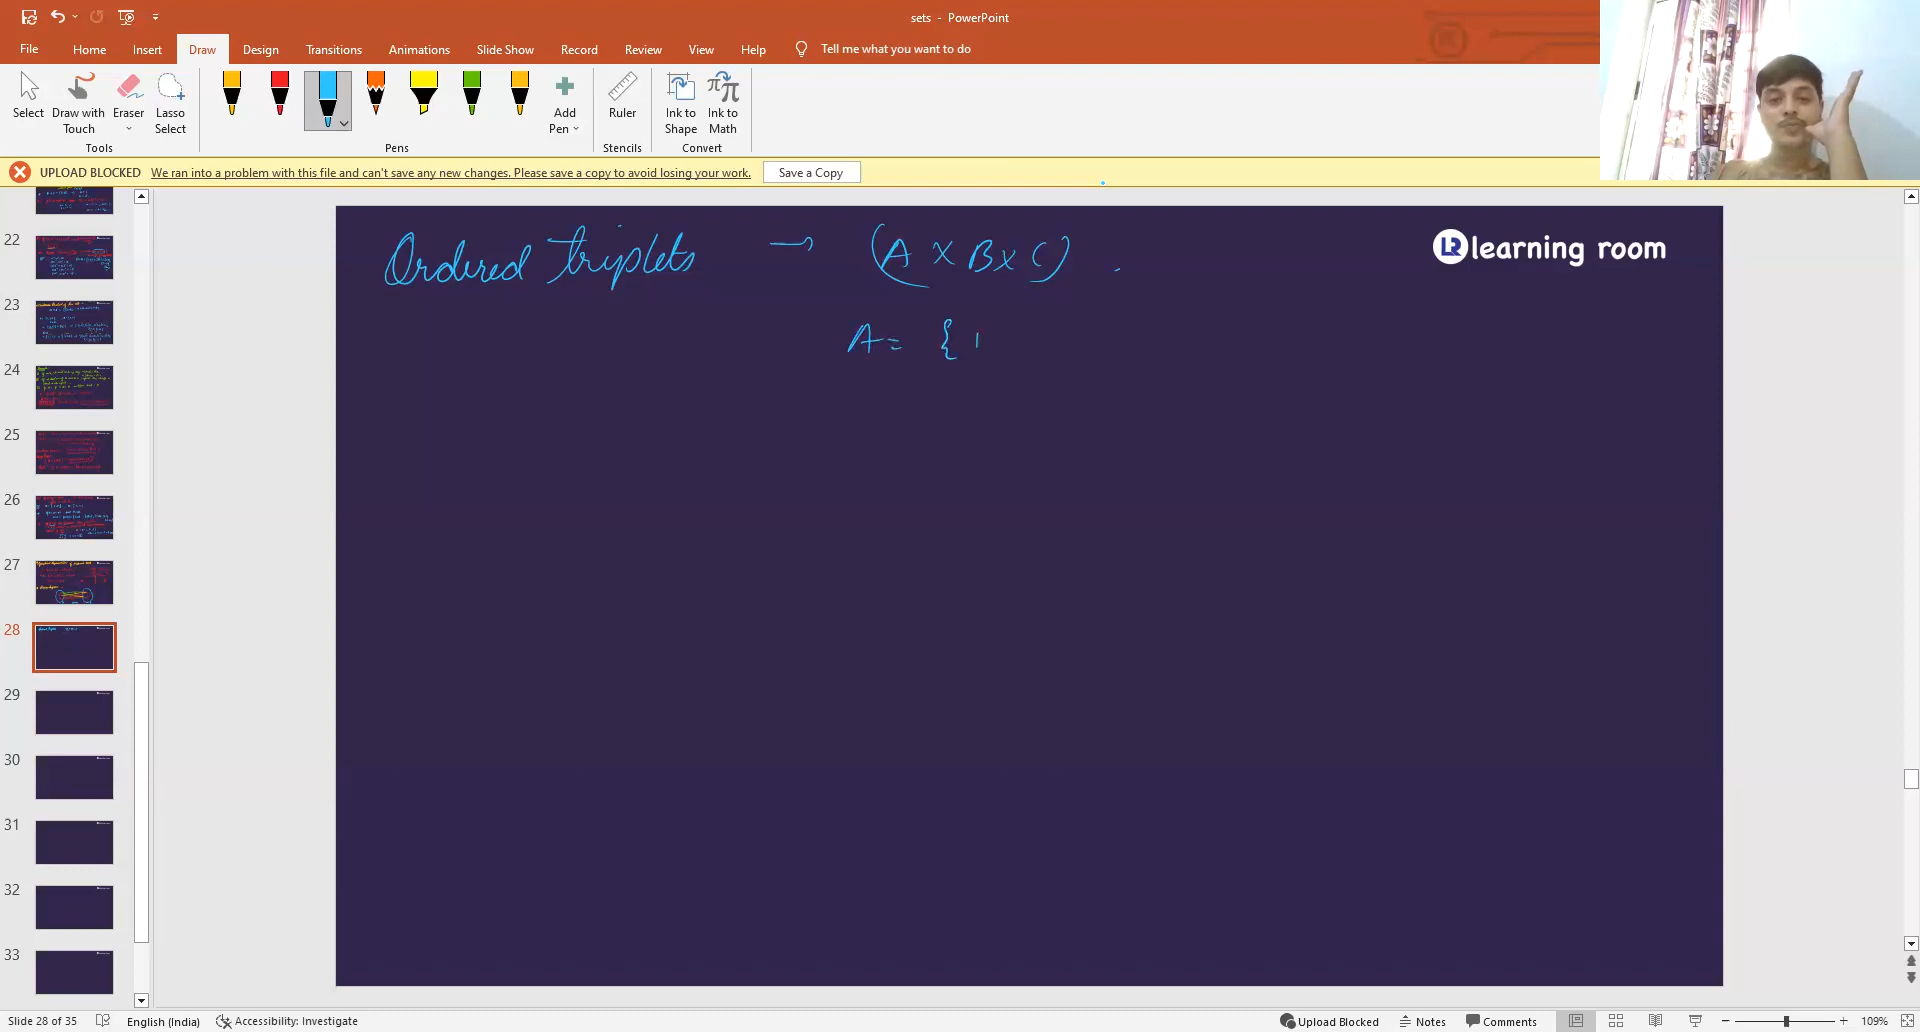 sets - PowerPoint
File Home Insert Draw Design Transitions Animations Slide Show Record Review View Help Tell me what you want to do
Select Draw with Touch Eraser Lasso Select Add Pen Ruler Ink to Shape Ink to Math
Tools Pens Stencils Convert
UPLOAD BLOCKED We ran into a problem with this file and can't save any new changes. Please save a copy to avoid losing your work. Save a Copy
22
23
24
25
26
27
28
29
30
31
32
33
Ordered triplets → (A × B × C)
LR learning room
A = { 1
Slide 28 of 35 English (India) Accessibility: Investigate Upload Blocked Notes Comments 109%